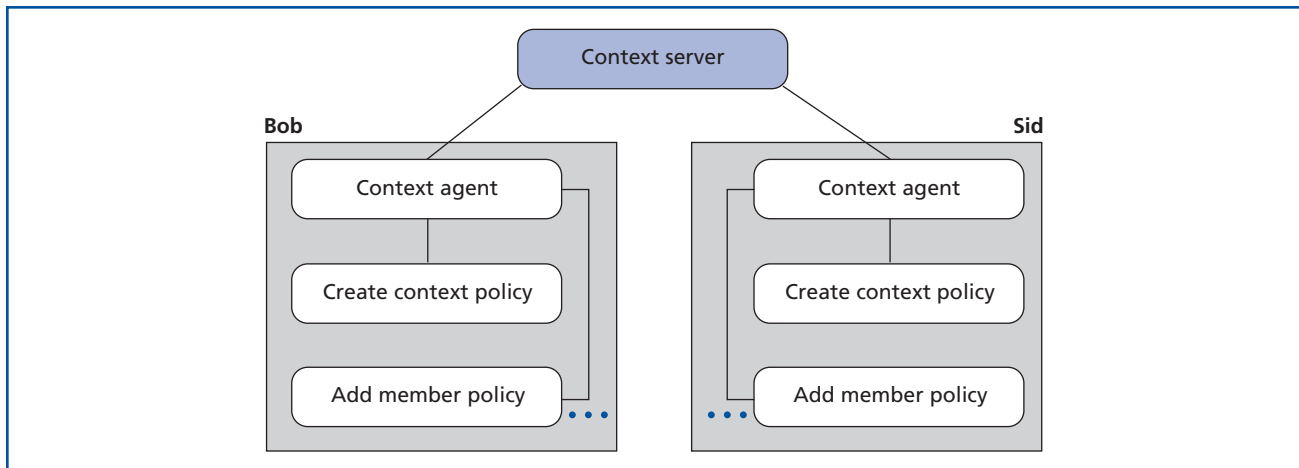 Context server
Bob
Sid
Context agent
Context agent
Create context policy
Create context policy
Add member policy
Add member policy